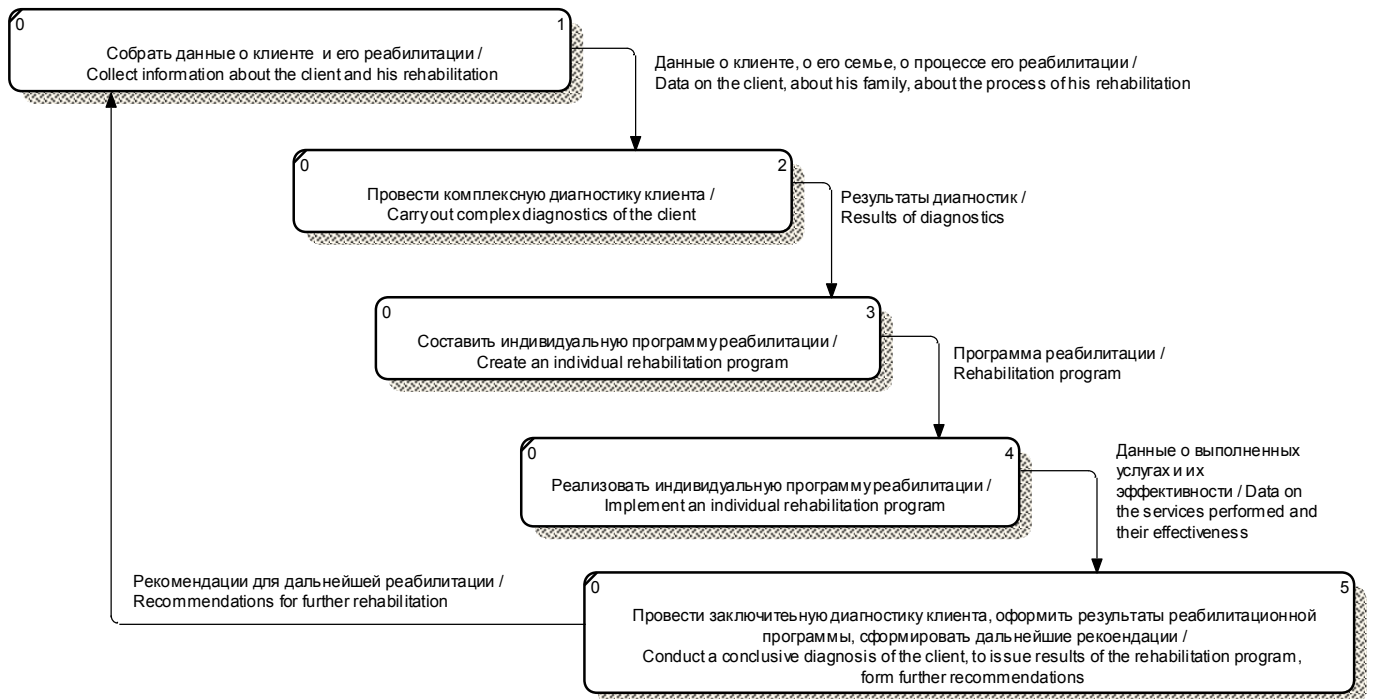 0 1
Собрать данные о клиенте и его реабилитации /
Collect information about the client and his rehabilitation
Данные о клиенте, о его семье, о процессе его реабилитации /
Data on the client, about his family, about the process of his rehabilitation
0 2
Провести комплексную диагностику клиента /
Carry out complex diagnostics of the client
Результаты диагностик /
Results of diagnostics
0 3
Составить индивидуальную программу реабилитации /
Create an individual rehabilitation program
Программа реабилитации /
Rehabilitation program
0 4
Реализовать индивидуальную программу реабилитации /
Implement an individual rehabilitation program
Данные о выполненных
услугах и их
эффективности / Data on
the services performed and
their effectiveness
Рекомендации для дальнейшей реабилитации /
Recommendations for further rehabilitation
0 5
Провести заключитеьную диагностику клиента, оформить результаты реабилитационной
программы, сформировать дальнейшие рекоендации /
Conduct a conclusive diagnosis of the client, to issue results of the rehabilitation program,
form further recommendations